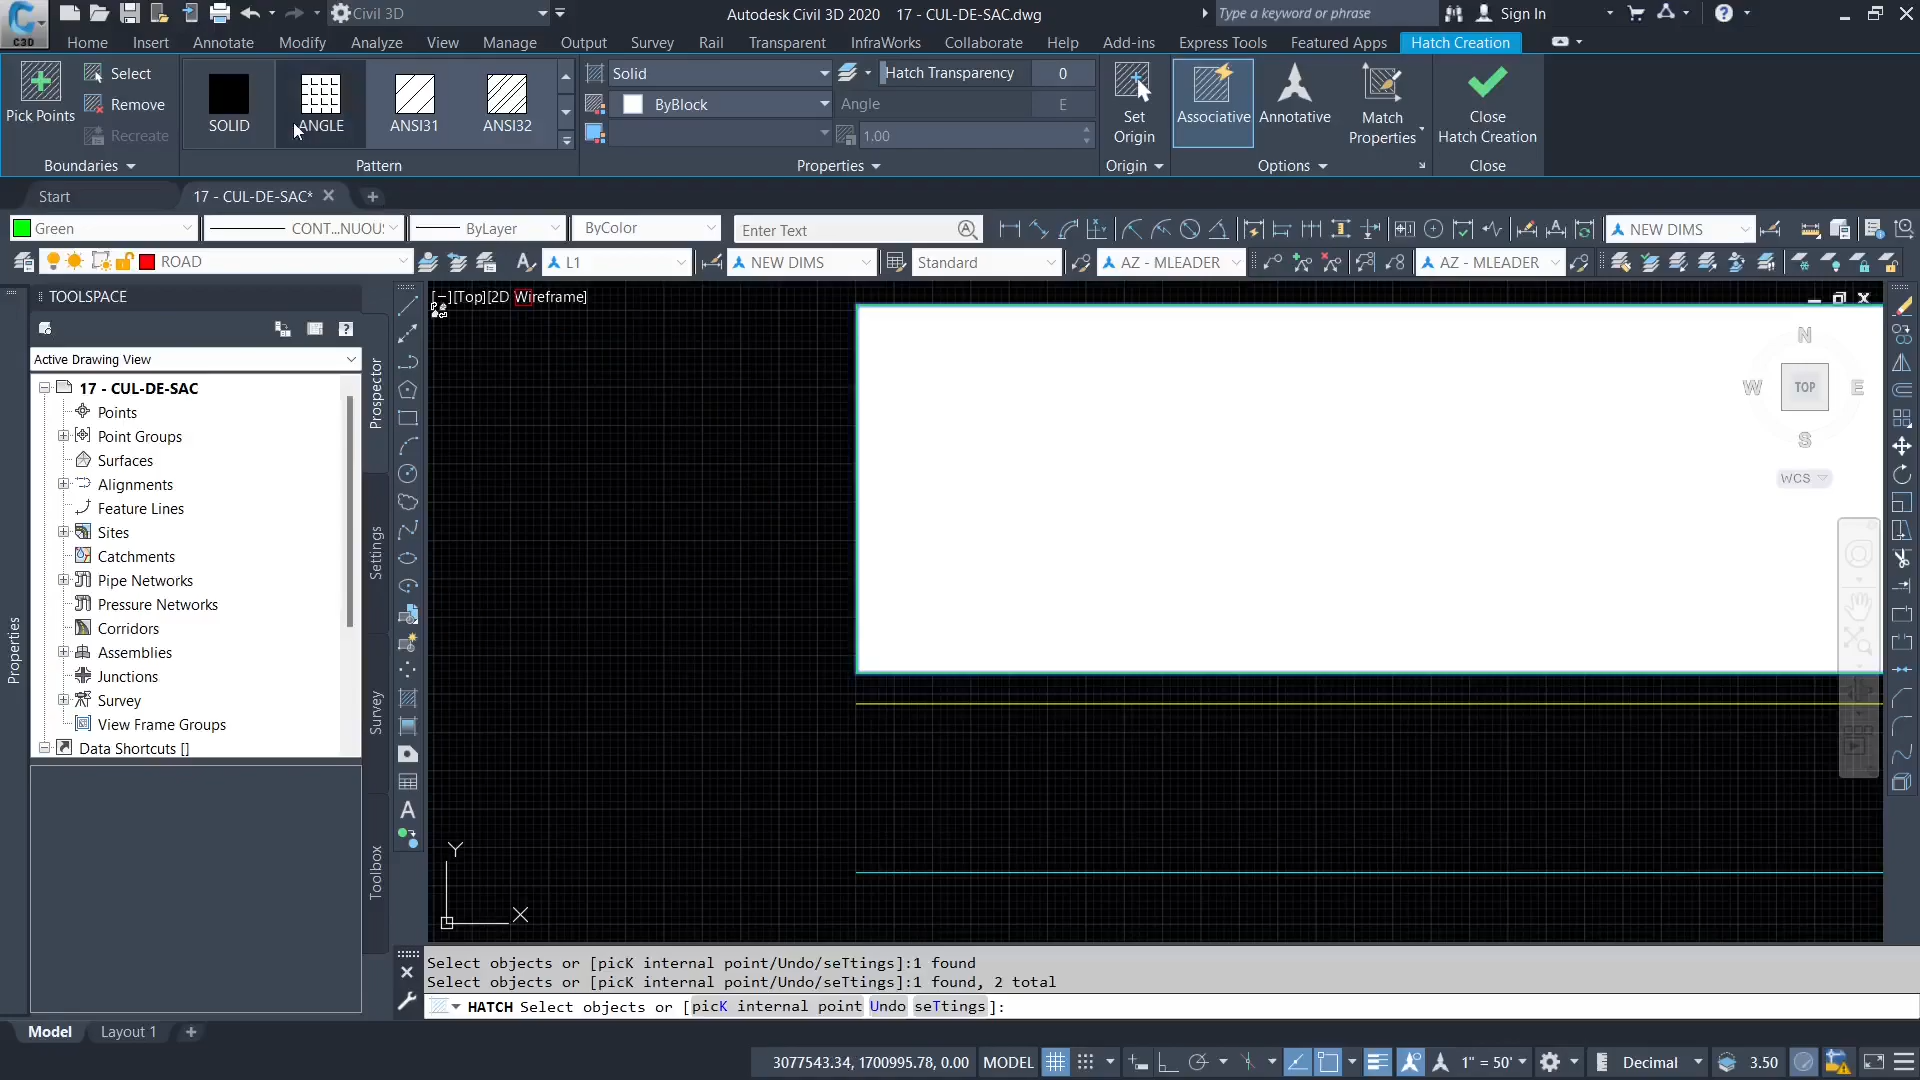 C3D
Civil 3D
Autodesk Civil 3D 2020 17 - CUL-DE-SAC.dwg
Type a keyword or phrase
Sign In
Home Insert Annotate Modify Analyze View Manage Output Survey Rail Transparent InfraWorks Collaborate Help Add-ins Express Tools Featured Apps Hatch Creation
Pick Points
Select
Remove
Recreate
Boundaries
SOLID ANGLE ANSI31 ANSI32
Pattern
Solid
ByBlock
Hatch Transparency 0
Angle E
1.00
Properties
Set
Origin
Origin
Associative Annotative
Match
Properties
Options
Close
Hatch Creation
Close
Start 17 - CUL-DE-SAC*
Green CONT...NUOU: ByLayer ByColor Enter Text NEW DIMS
ROAD L1 NEW DIMS Standard AZ - MLEADER AZ - MLEADER
TOOLSPACE
Active Drawing View
17 - CUL-DE-SAC
Points
Point Groups
Surfaces
Alignments
Feature Lines
Sites
Catchments
Pipe Networks
Pressure Networks
Corridors
Assemblies
Junctions
Survey
View Frame Groups
Data Shortcuts []
Properties
Prospector
Settings
Survey
Toolbox
[−][Top][2D Wireframe]
N
W TOP E
S
WCS
Y
X
Select objects or [picK internal point/Undo/seTtings]:1 found
Select objects or [picK internal point/Undo/seTtings]:1 found, 2 total
HATCH Select objects or [picK internal point Undo seTtings]:
Model Layout 1
3077543.34, 1700995.78, 0.00 MODEL 1" = 50' Decimal 3.50